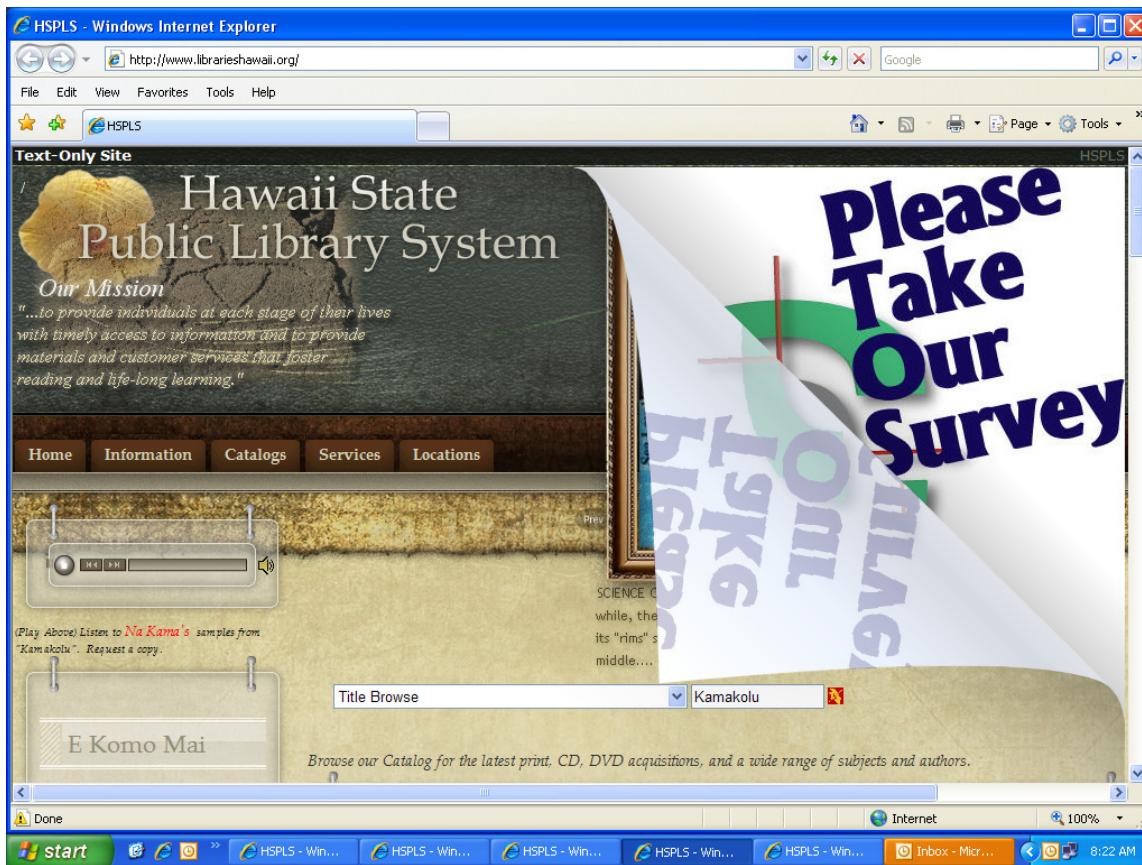 HSPLS - Windows Internet Explorer
http://www.librarieshawaii.org/
Google
File Edit View Favorites Tools Help
HSPLS
Page Tools
Text-Only Site
HSPLS
/
Hawaii State
Public Library System
Our Mission
"...to provide individuals at each stage of their lives
with timely access to information and to provide
materials and customer services that foster
reading and life-long learning."
Please
Take
Our
Survey
Please
Take
Our
Survey
Home Information Catalogs Services Locations
Prev
SCIENCE
while, the
its "rims" s
middle....
(Play Above) Listen to Na Kama's samples from
"Kamakolu". Request a copy.
Title Browse
Kamakolu
E Komo Mai
Browse our Catalog for the latest print, CD, DVD acquisitions, and a wide range of subjects and authors.
Done
Internet
100%
start
HSPLS - Win...
HSPLS - Win...
HSPLS - Win...
HSPLS - Win...
HSPLS - Win...
Inbox - Micr...
8:22 AM